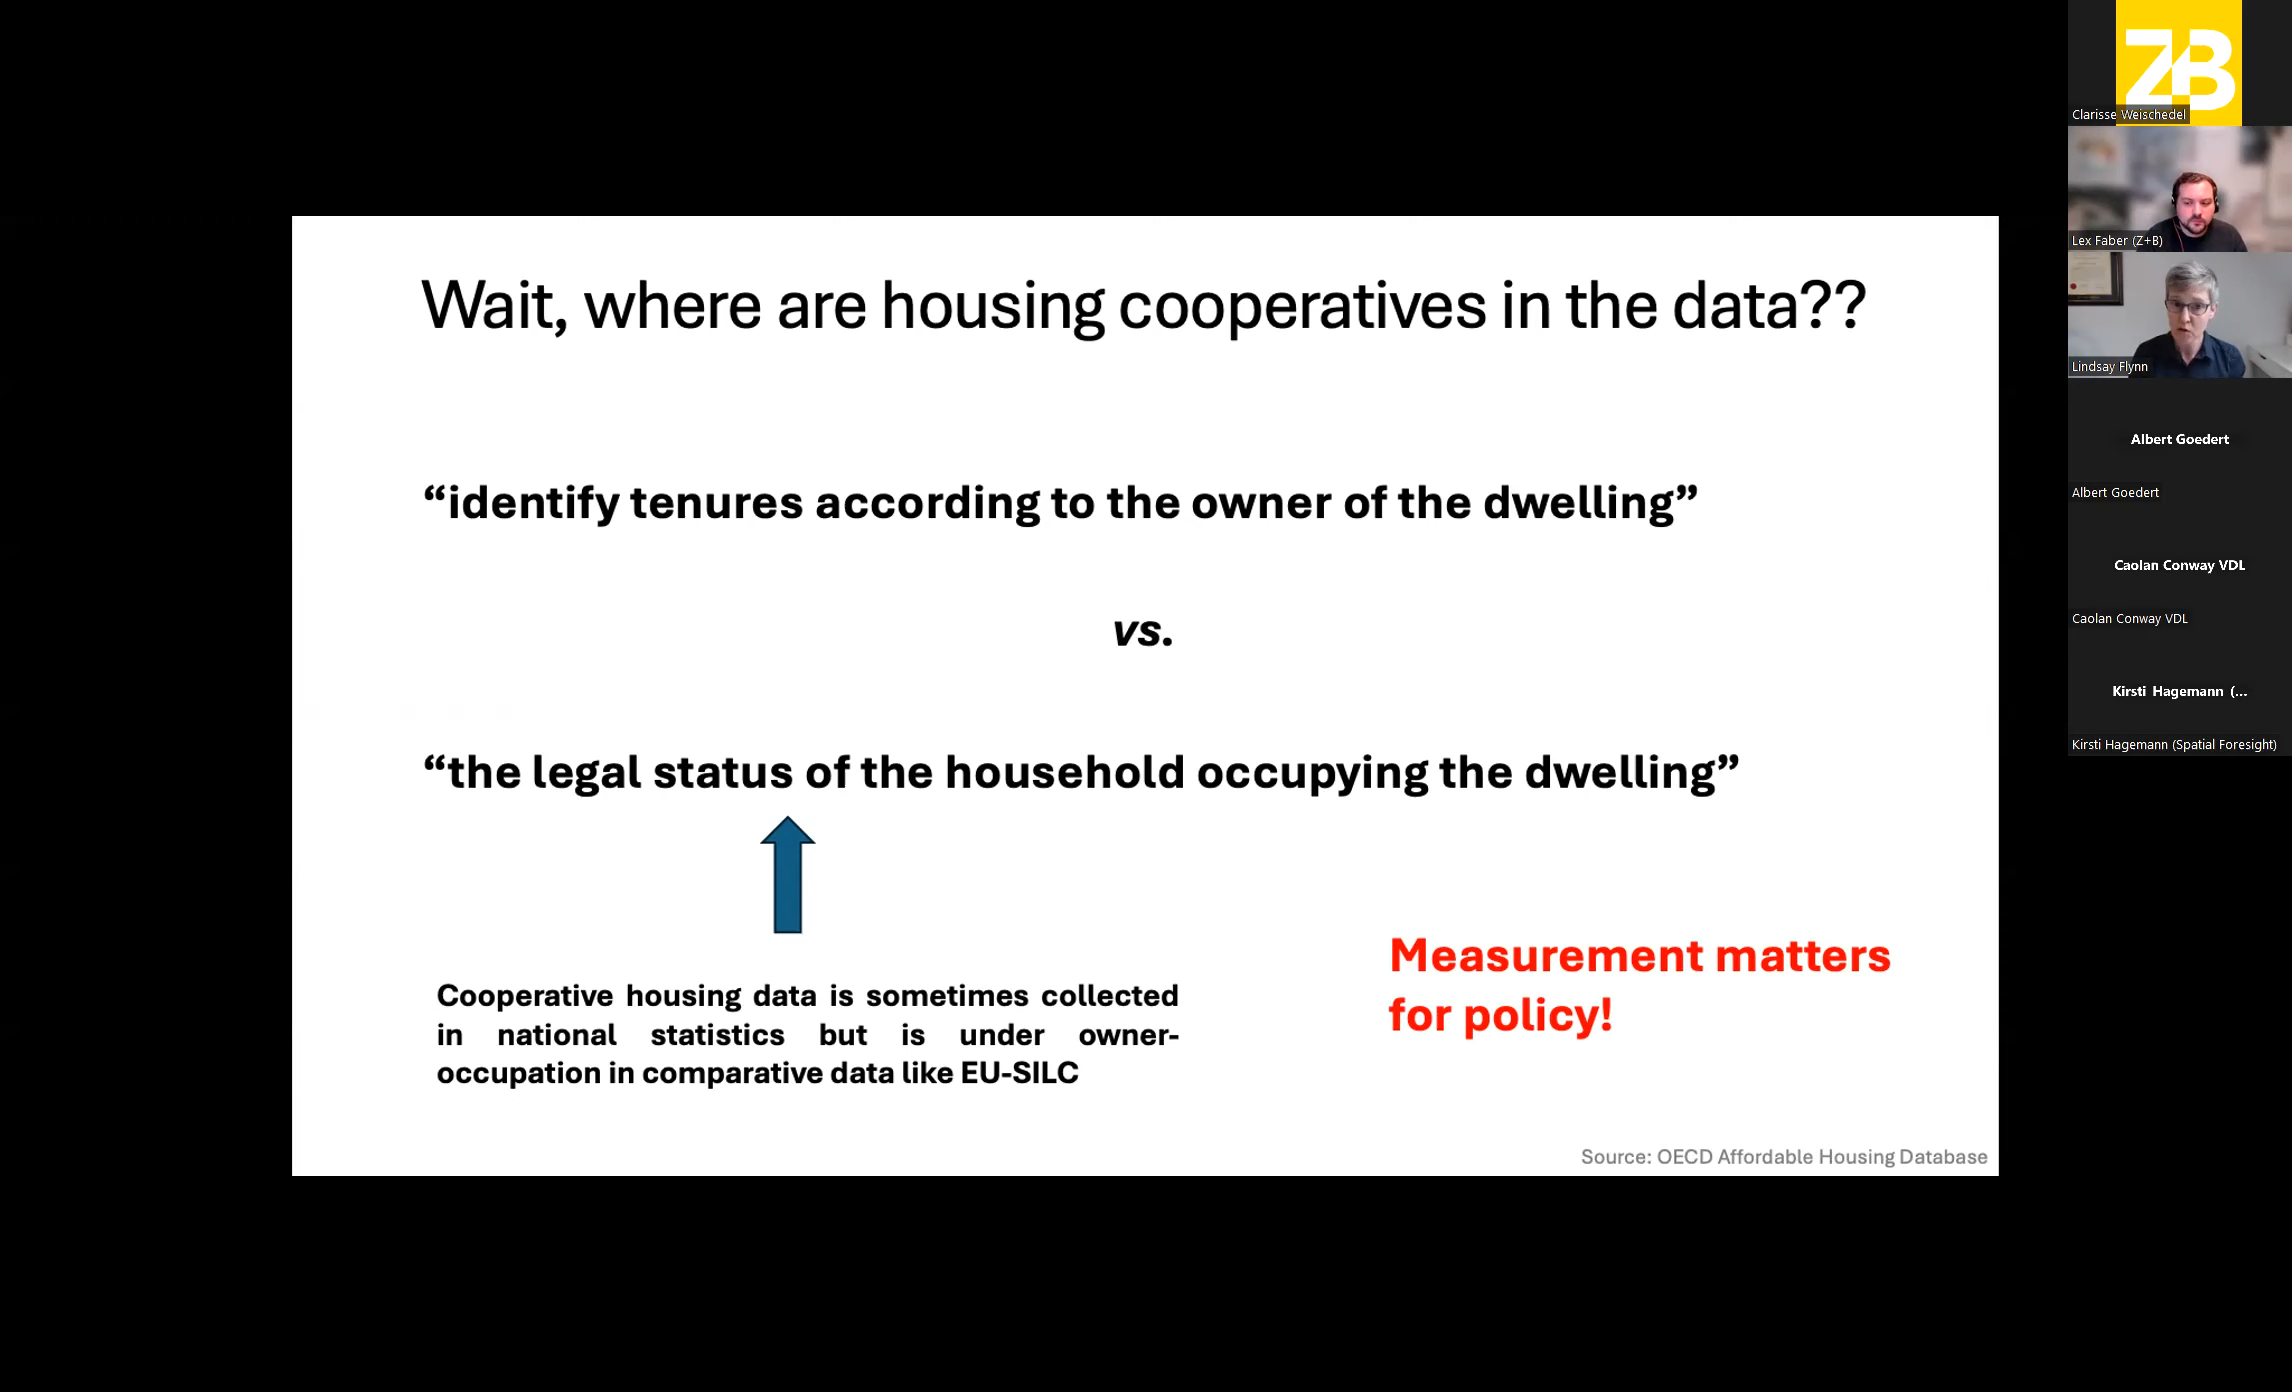 Wait, where are housing cooperatives in the data??
“identify tenures according to the owner of the dwelling”
vs.
“the legal status of the household occupying the dwelling”
Cooperative housing data is sometimes collected
in national statistics but is under owner-
occupation in comparative data like EU-SILC
Measurement matters
for policy!
Source: OECD Affordable Housing Database
ZB
Clarisse Weischedel
Lex Faber (Z+B)
Lindsay Flynn
Albert Goedert
Albert Goedert
Caolan Conway VDL
Caolan Conway VDL
Kirsti Hagemann (...
Kirsti Hagemann (Spatial Foresight)